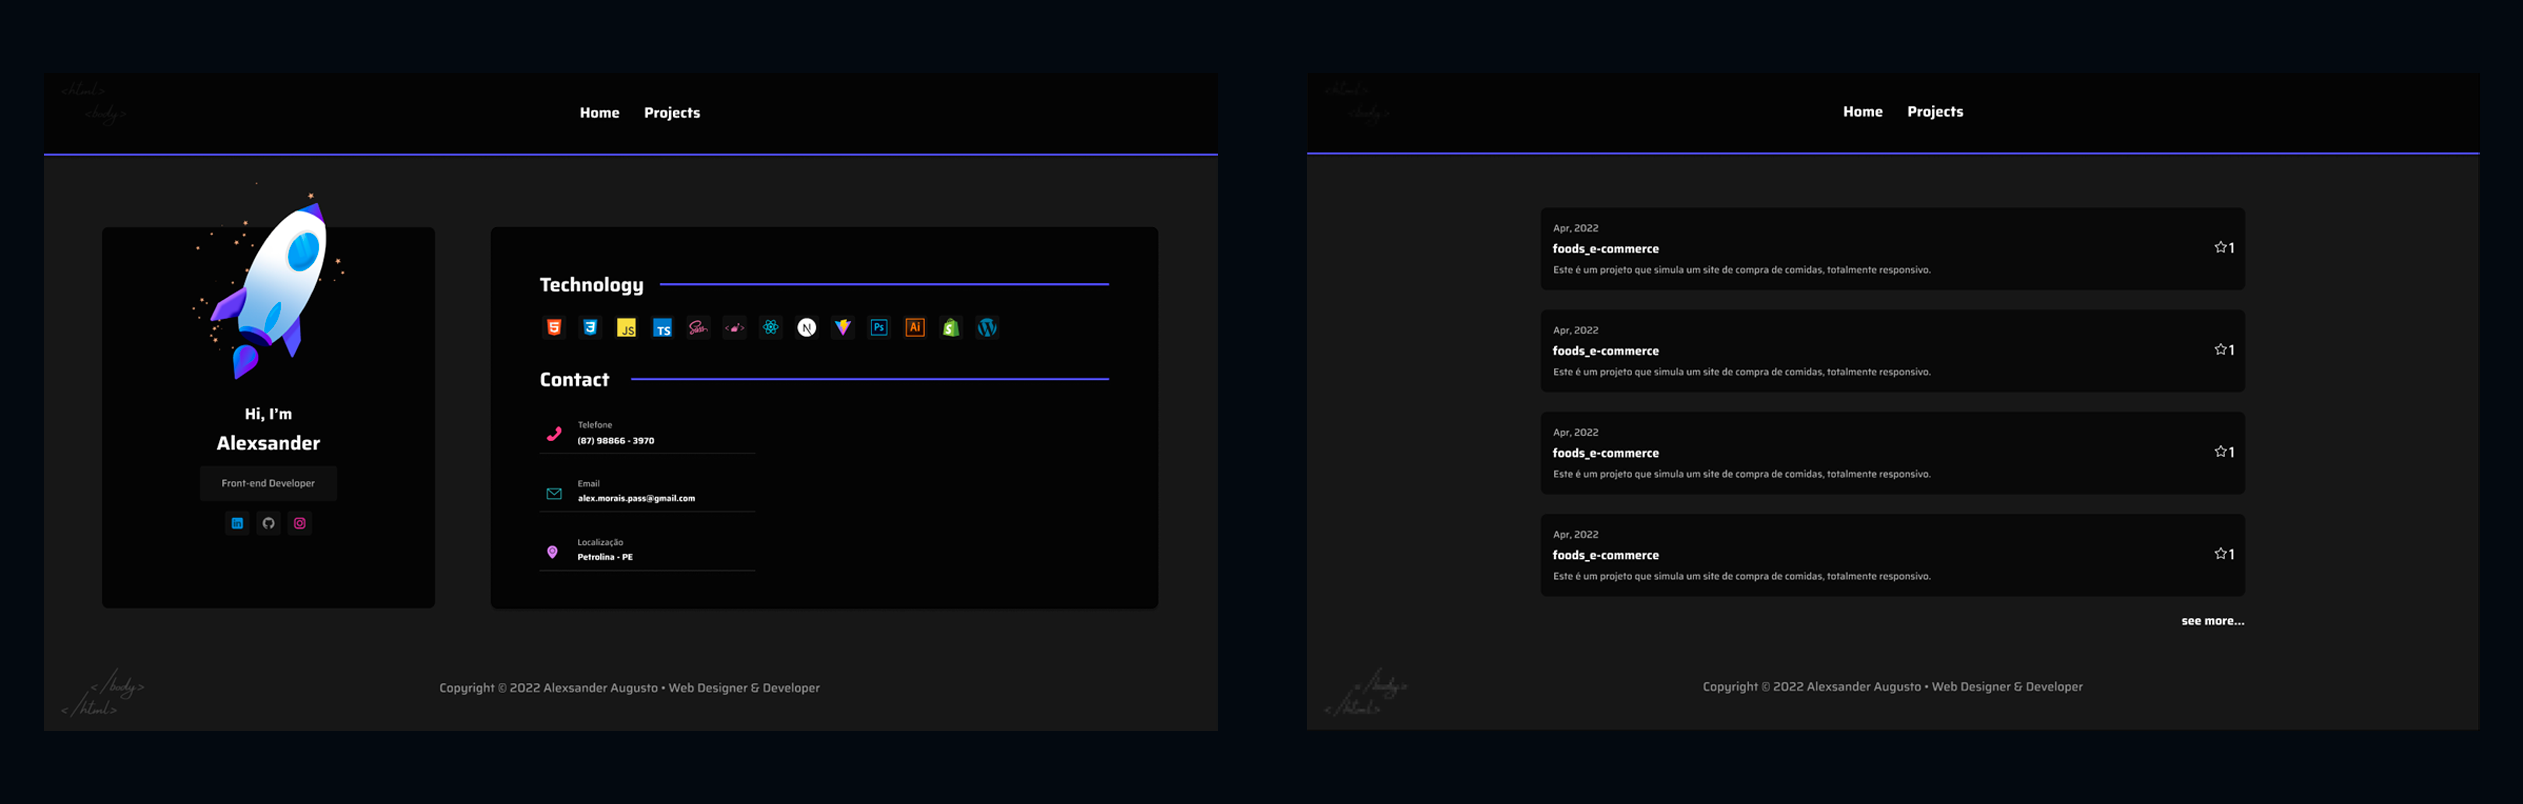 <html>
<body>
Home Projects
Technology
JS TS Sass N Ps Ai
Contact
Telefone
(87) 98866 - 3970
Email
alex.morais.pass@gmail.com
Localização
Petrolina - PE
Hi, I'm
Alexsander
Front-end Developer
in
</body>
</html>
Copyright © 2022 Alexsander Augusto • Web Designer & Developer
<html>
<body>
Home Projects
Apr, 2022
foods_e-commerce
1
Este é um projeto que simula um site de compra de comidas, totalmente responsivo.
Apr, 2022
foods_e-commerce
1
Este é um projeto que simula um site de compra de comidas, totalmente responsivo.
Apr, 2022
foods_e-commerce
1
Este é um projeto que simula um site de compra de comidas, totalmente responsivo.
Apr, 2022
foods_e-commerce
1
Este é um projeto que simula um site de compra de comidas, totalmente responsivo.
see more...
</body>
</html>
Copyright © 2022 Alexsander Augusto • Web Designer & Developer